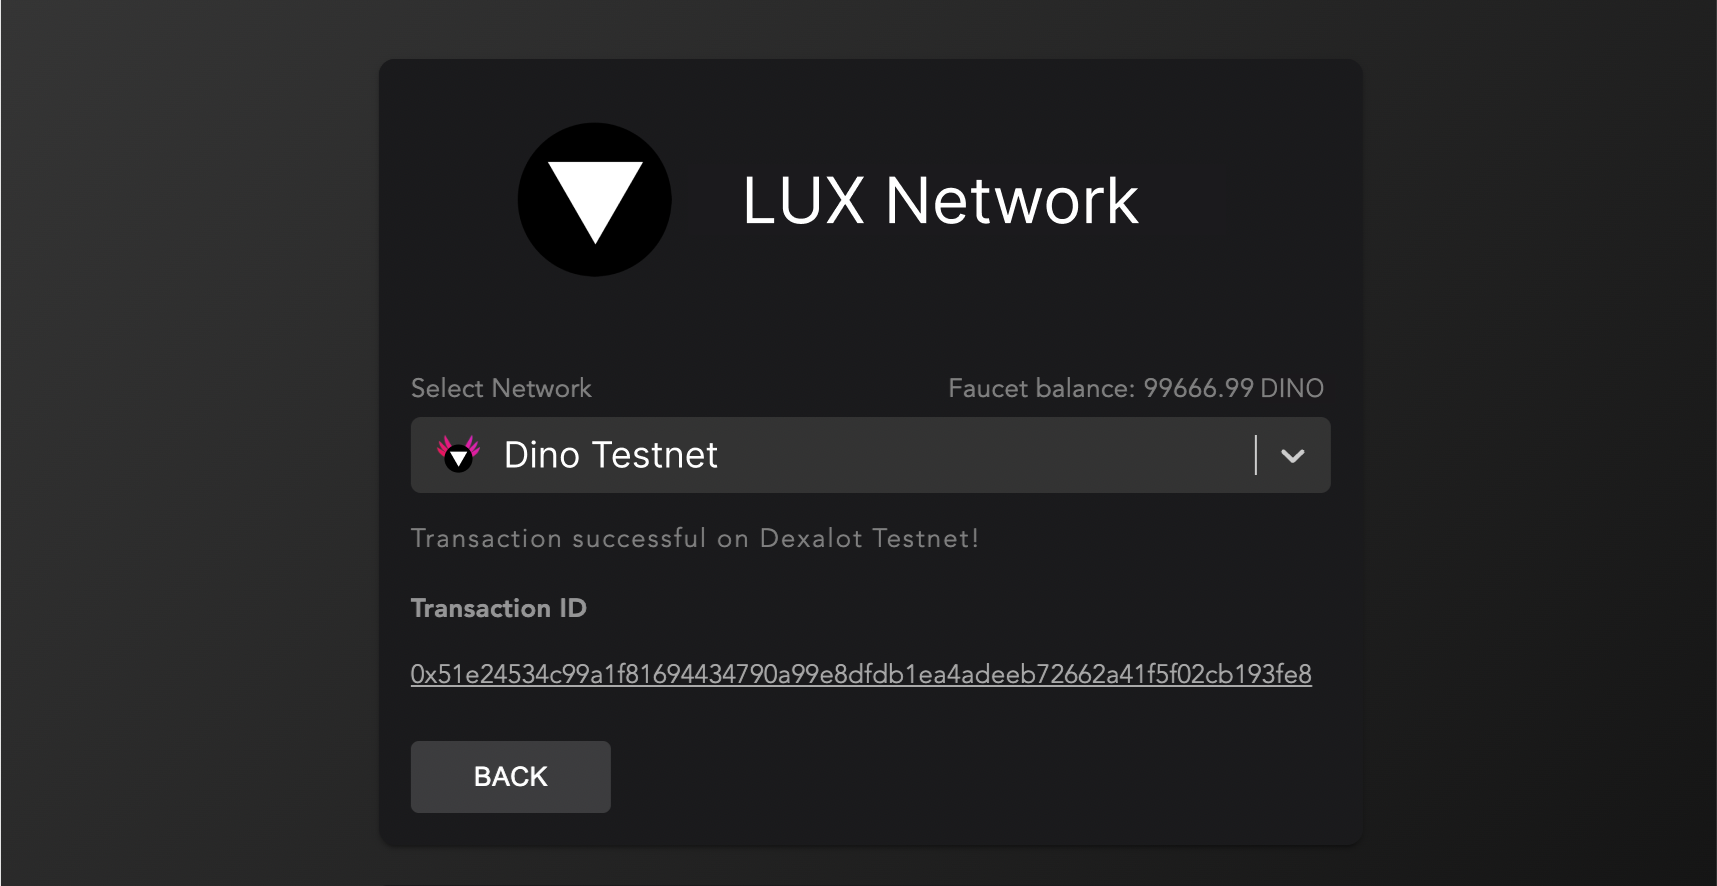 LUX Network
Select Network
Faucet balance: 99666.99 DINO
Dino Testnet
Transaction successful on Dexalot Testnet!
Transaction ID
0x51e24534c99a1f81694434790a99e8dfdb1ea4adeeb72662a41f5f02cb193fe8
BACK